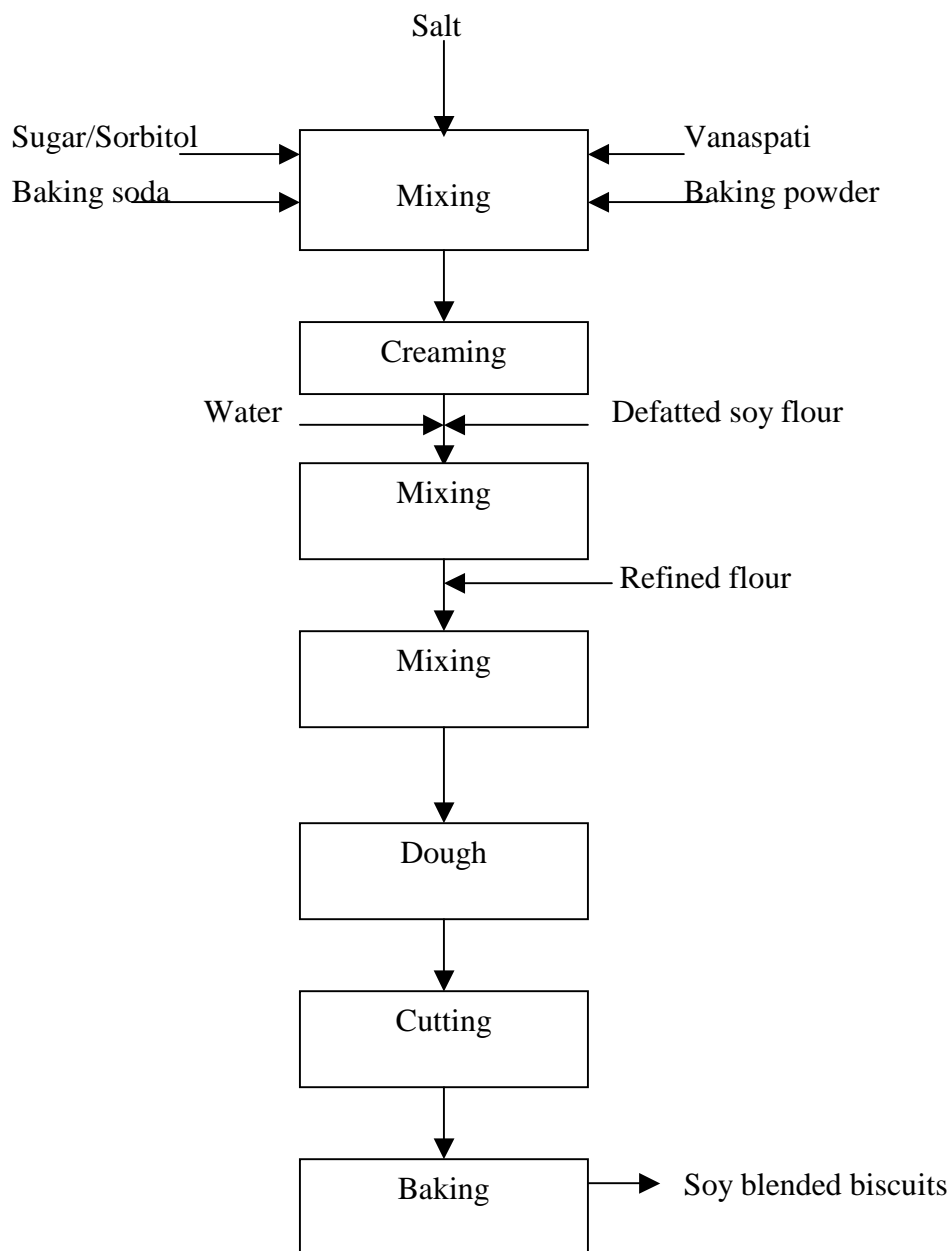 Salt
Sugar/Sorbitol
Vanaspati
Baking soda
Mixing
Baking powder
Creaming
Water
Defatted soy flour
Mixing
Refined flour
Mixing
Dough
Cutting
Baking
Soy blended biscuits